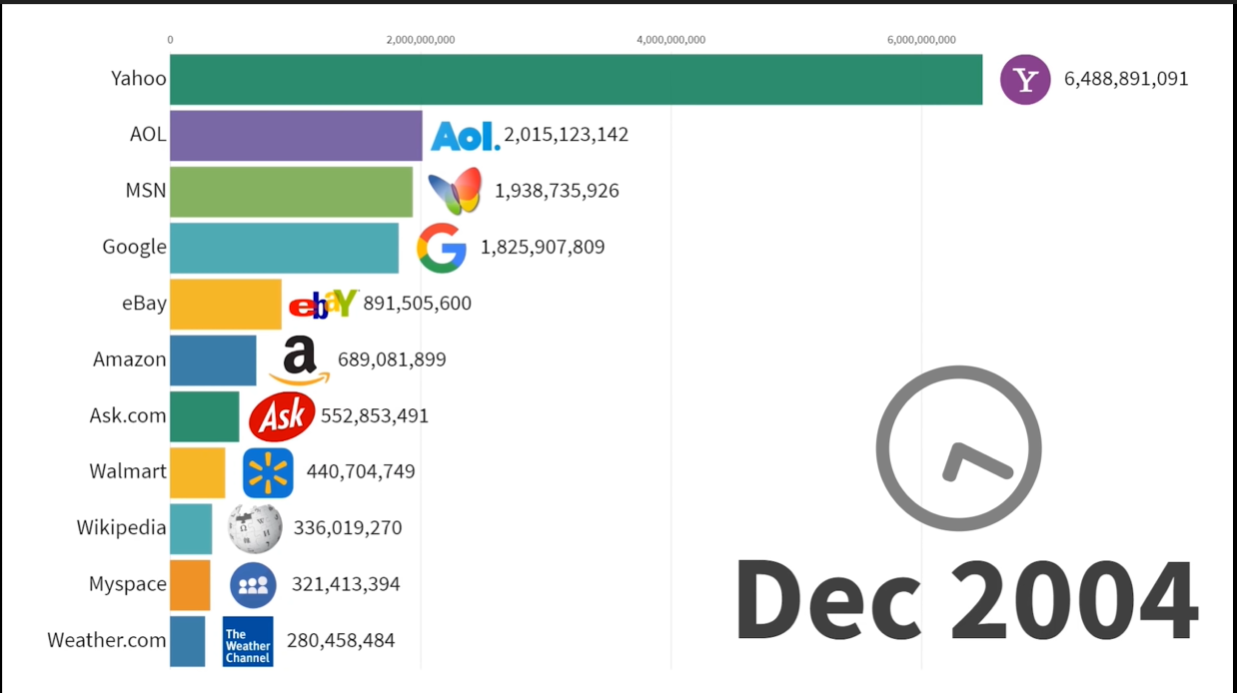 0 2,000,000,000 4,000,000,000 6,000,000,000
Yahoo Y 6,488,891,091
AOL Aol. 2,015,123,142
MSN 1,938,735,926
Google G 1,825,907,809
eBay ebaY 891,505,600
Amazon a 689,081,899
Ask.com Ask 552,853,491
Walmart 440,704,749
Wikipedia 336,019,270
Myspace 321,413,394
Weather.com The Weather Channel 280,458,484
Dec 2004